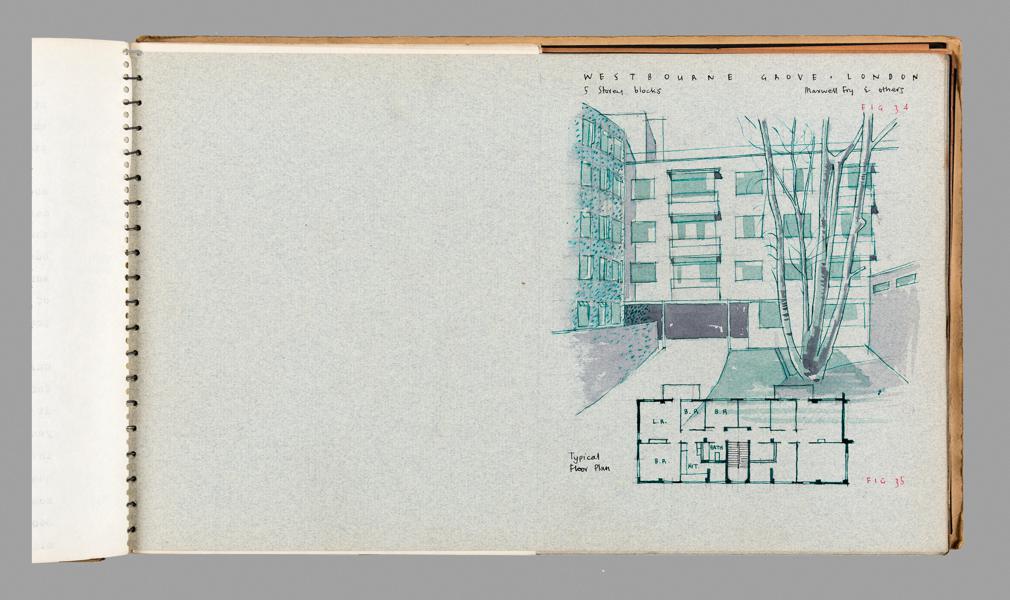 WESTBOURNE GROVE · LONDON
5 Storey blocks
Maxwell Fry & others
FIG 34
L.R.
B.R.
B.R.
B.R.
BATH
KIT.
Typical
Floor Plan
FIG 35